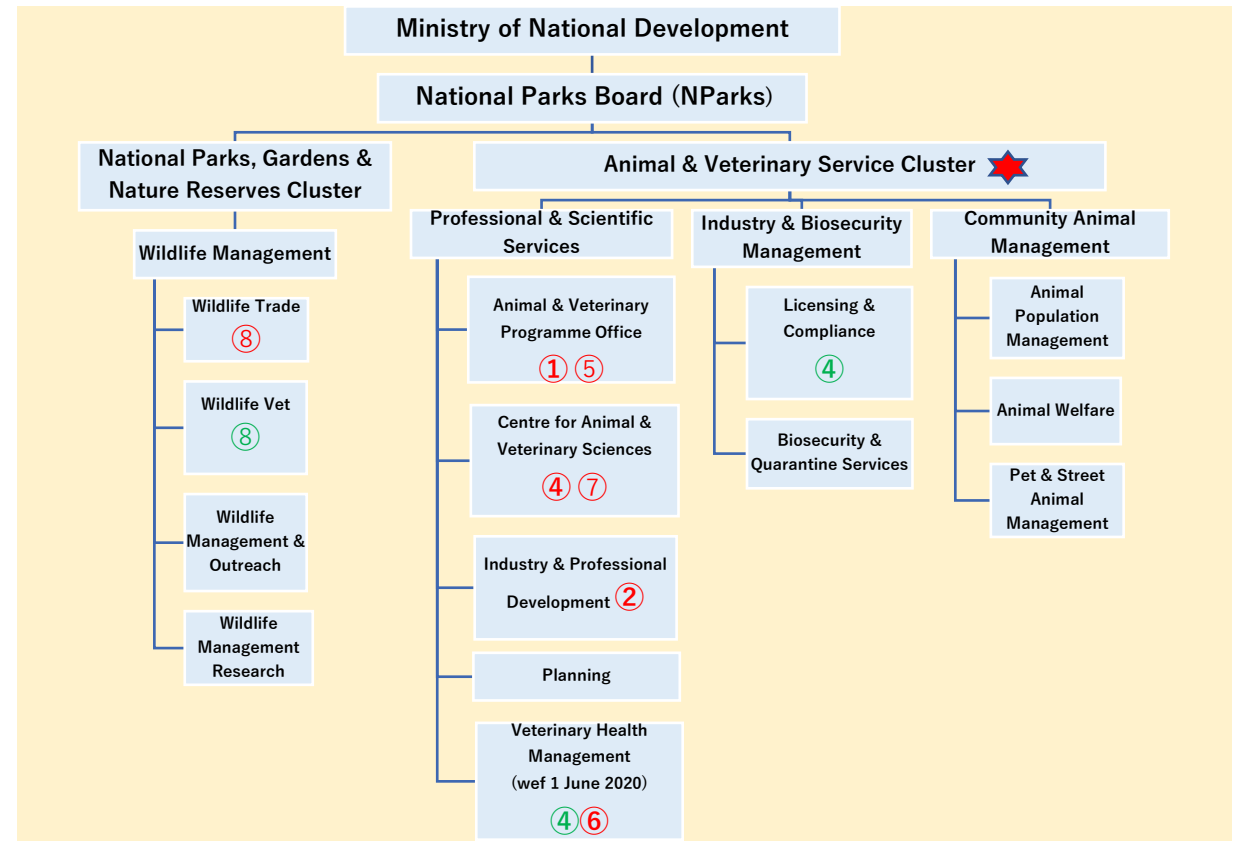 Ministry of National Development
National Parks Board (NParks)
National Parks, Gardens &
Nature Reserves Cluster
Animal & Veterinary Service Cluster
Wildlife Management
Wildlife Trade
⑧
Wildlife Vet
⑧
Wildlife
Management &
Outreach
Wildlife
Management
Research
Professional & Scientific
Services
Animal & Veterinary
Programme Office
① ⑤
Centre for Animal &
Veterinary Sciences
④ ⑦
Industry & Professional
Development ②
Planning
Veterinary Health
Management
(wef 1 June 2020)
④⑥
Industry & Biosecurity
Management
Licensing &
Compliance
④
Biosecurity &
Quarantine Services
Community Animal
Management
Animal
Population
Management
Animal Welfare
Pet & Street
Animal
Management